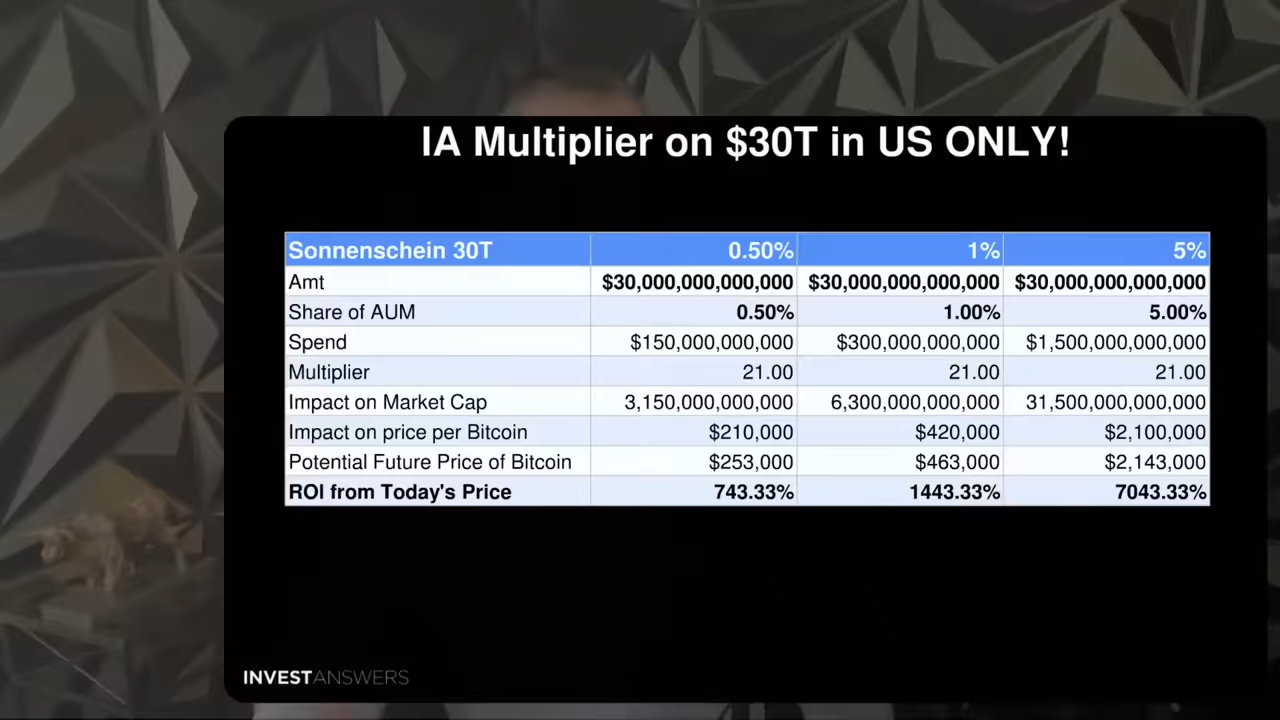 IA Multiplier on $30T in US ONLY!
Sonnenschein 30T 0.50% 1% 5%
Amt $30,000,000,000,000 $30,000,000,000,000 $30,000,000,000,000
Share of AUM 0.50% 1.00% 5.00%
Spend $150,000,000,000 $300,000,000,000 $1,500,000,000,000
Multiplier 21.00 21.00 21.00
Impact on Market Cap 3,150,000,000,000 6,300,000,000,000 31,500,000,000,000
Impact on price per Bitcoin $210,000 $420,000 $2,100,000
Potential Future Price of Bitcoin $253,000 $463,000 $2,143,000
ROI from Today's Price 743.33% 1443.33% 7043.33%
INVESTANSWERS